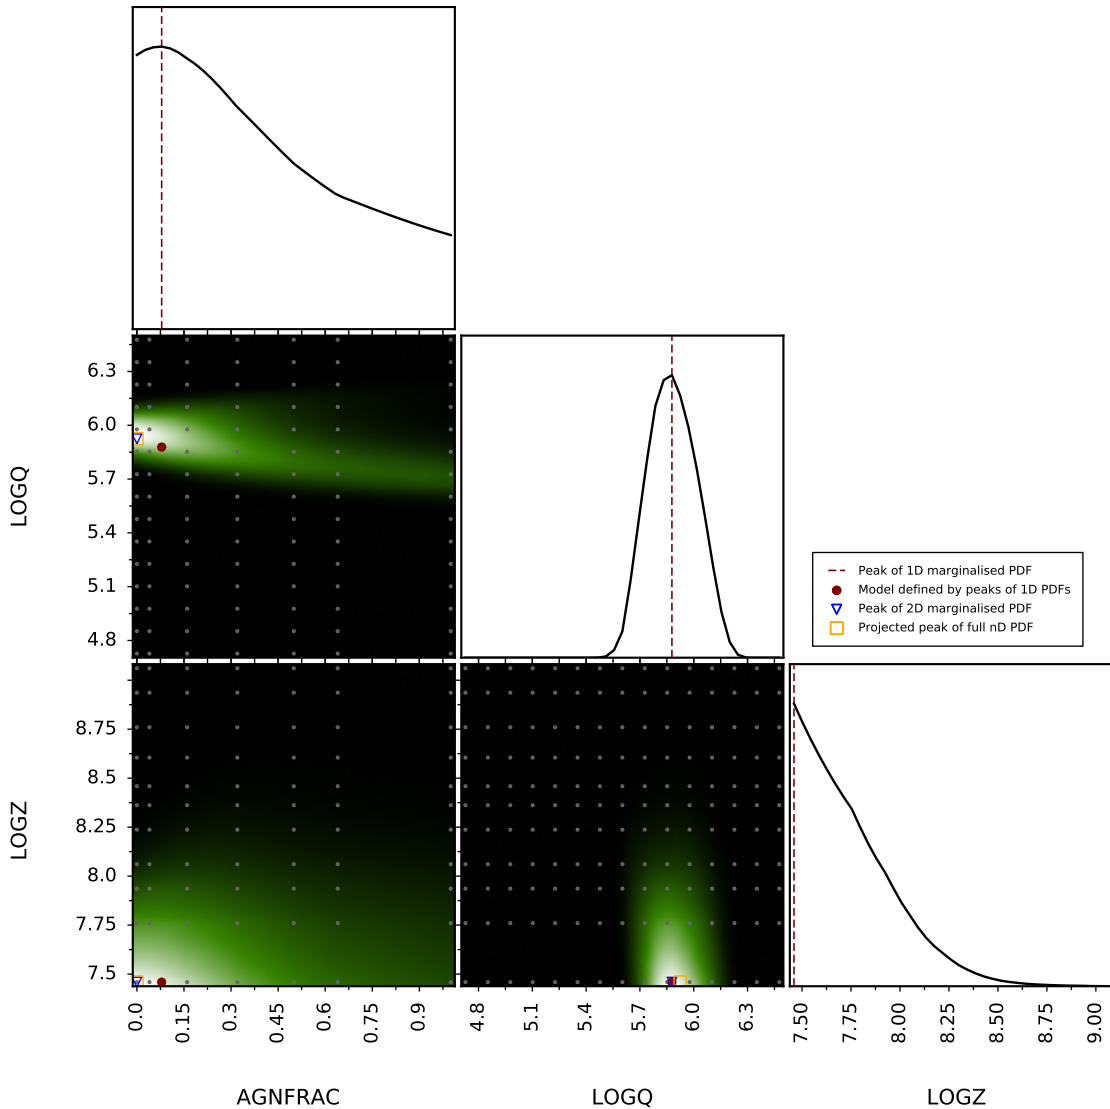 6.3
6.0
5.7
5.4
5.1
4.8
LOGQ
Peak of 1D marginalised PDF
Model defined by peaks of 1D PDFs
Peak of 2D marginalised PDF
Projected peak of full nD PDF
8.75
8.5
8.25
8.0
7.75
7.5
LOGZ
0.0 0.15 0.3 0.45 0.6 0.75 0.9
4.8 5.1 5.4 5.7 6.0 6.3
7.50 7.75 8.00 8.25 8.50 8.75 9.00
AGNFRAC LOGQ LOGZ